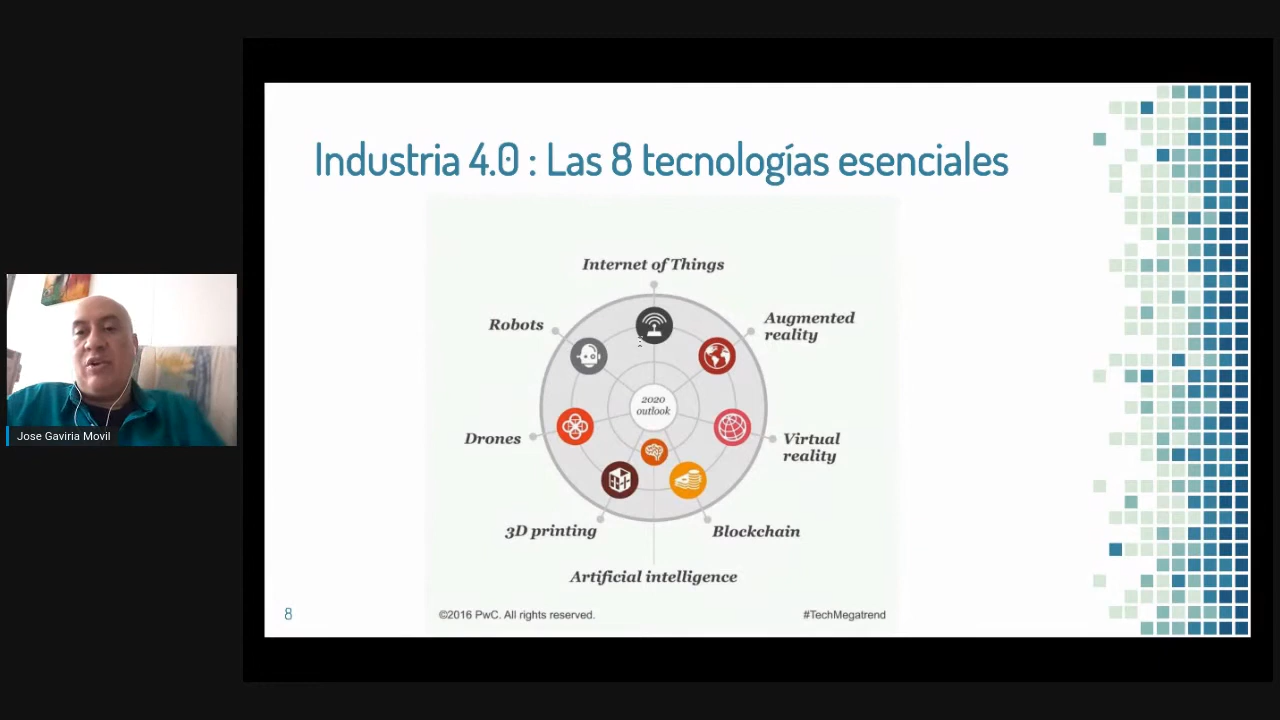 Industria 4.0 : Las 8 tecnologías esenciales
Internet of Things
Robots
Augmented
reality
2020
outlook
Drones
Virtual
reality
3D printing
Blockchain
Artificial intelligence
©2016 PwC. All rights reserved.
#TechMegatrend
8
Jose Gaviria Movil